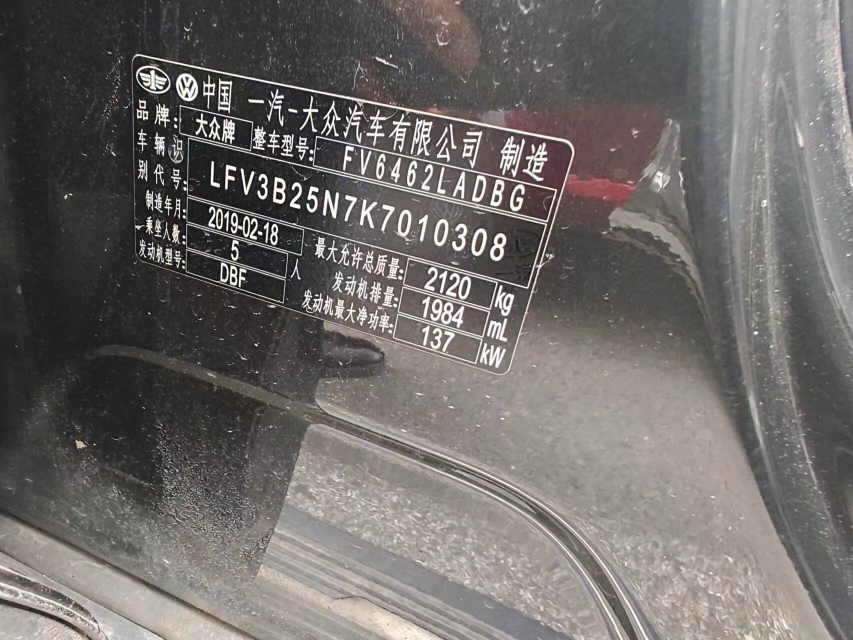 中国 一汽-大众汽车有限公司 制造
品牌: 大众牌 整车型号: FV6462LADBG
车辆识别代号: LFV3B25N7K7010308
制造年月: 2019-02-18 最大允许总质量: 2120 kg
乘坐人数: 5 人 发动机排量: 1984 mL
发动机型号: DBF 发动机最大净功率: 137 kW